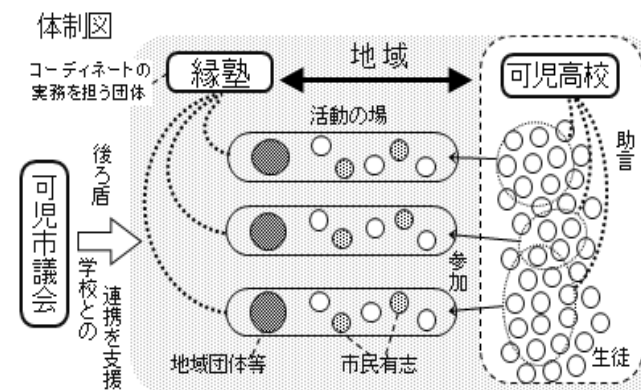 体制図
コーディネートの
実務を担う団体
縁塾
地域
可児高校
活動の場
助言
後ろ盾
可児市議会
学校との
連携を支援
参加
地域団体等
市民有志
生徒